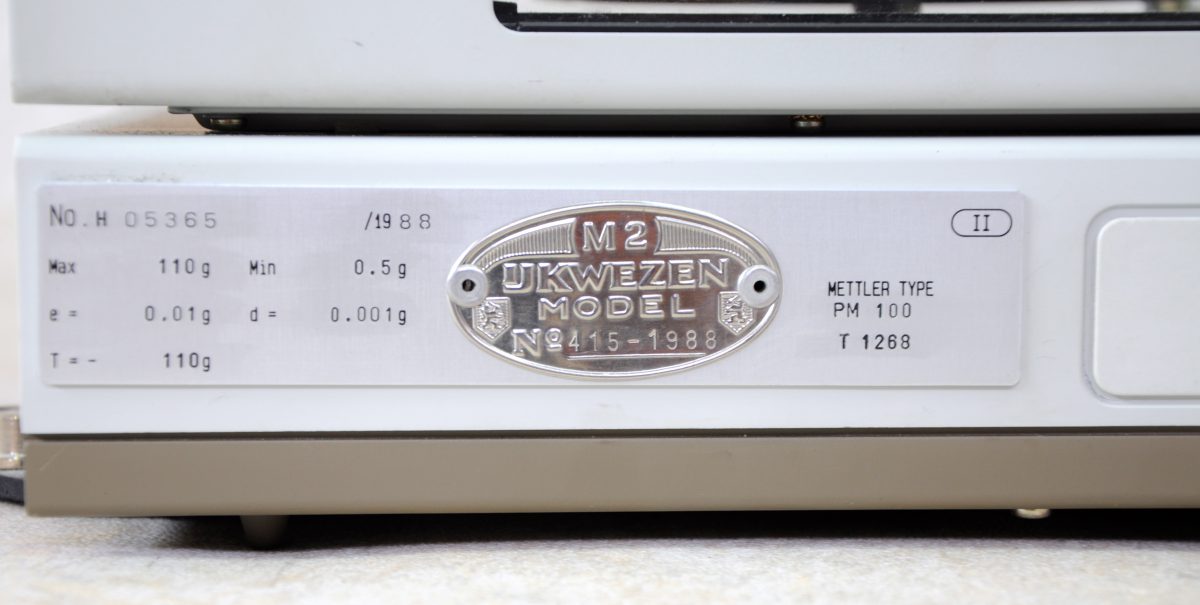 NO. H 05365 /1988
Max 110g Min 0.5g
e = 0.01g d = 0.001g
T = - 110g
M2
IJKWEZEN
MODEL
Nº 415-1988
II
METTLER TYPE
PM 100
T 1268